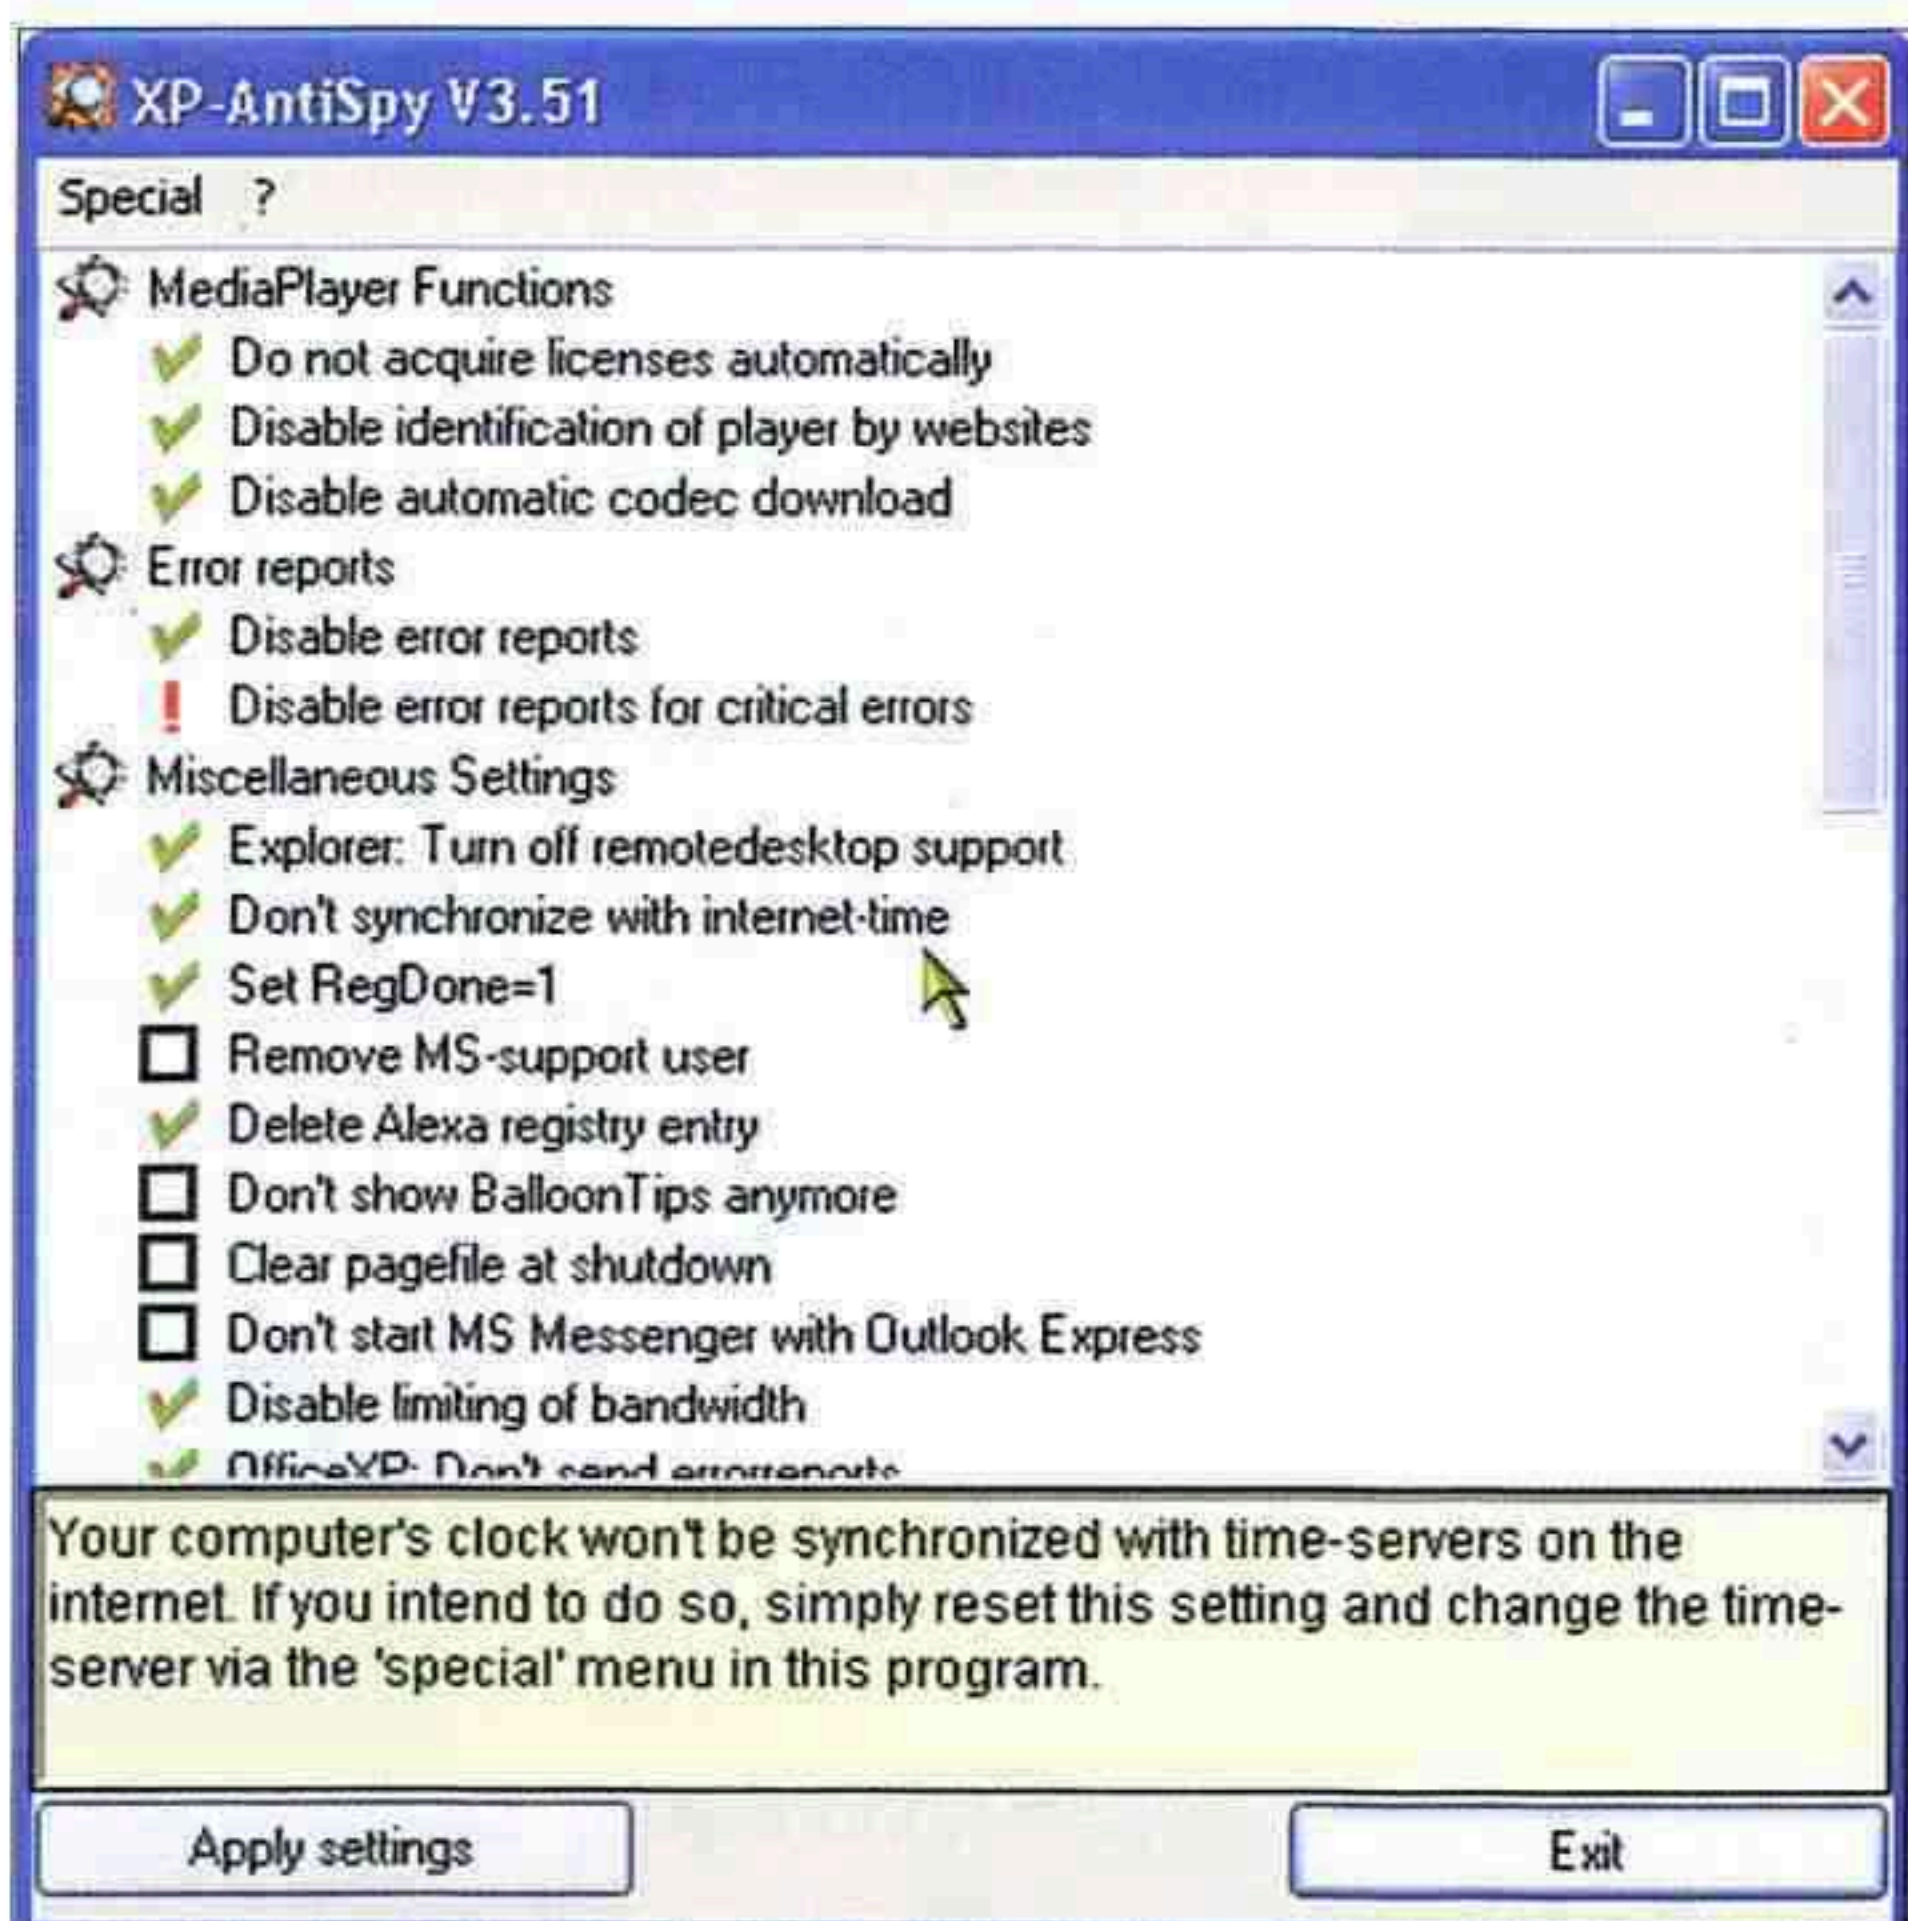 XP-AntiSpy V3.51
Special ?
MediaPlayer Functions
Do not acquire licenses automatically
Disable identification of player by websites
Disable automatic codec download
Error reports
Disable error reports
Disable error reports for critical errors
Miscellaneous Settings
Explorer: Turn off remotedesktop support
Don't synchronize with internet-time
Set RegDone=1
Remove MS-support user
Delete Alexa registry entry
Don't show BalloonTips anymore
Clear pagefile at shutdown
Don't start MS Messenger with Outlook Express
Disable limiting of bandwidth
OfficeXP: Don't send errorreports
Your computer's clock won't be synchronized with time-servers on the
internet. If you intend to do so, simply reset this setting and change the time-
server via the 'special' menu in this program.
Apply settings
Exit